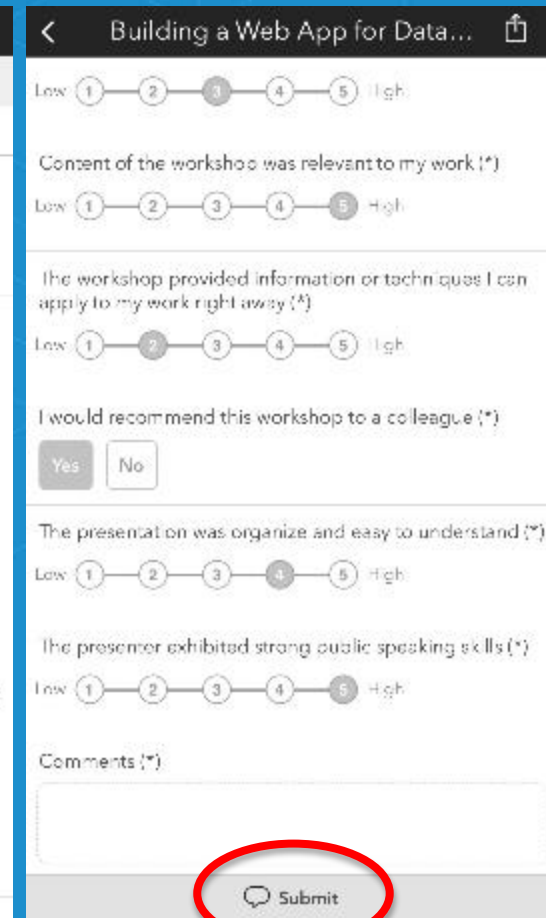 Building a Web App for Data...
Low 1 2 3 4 5 High
Content of the workshop was relevant to my work (*)
Low 1 2 3 4 5 High
The workshop provided information or techniques I can
apply to my work right away (*)
Low 1 2 3 4 5 High
I would recommend this workshop to a colleague (*)
Yes No
The presentation was organize and easy to understand (*)
Low 1 2 3 4 5 High
The presenter exhibited strong public speaking skills (*)
Low 1 2 3 4 5 High
Comments (*)
Submit